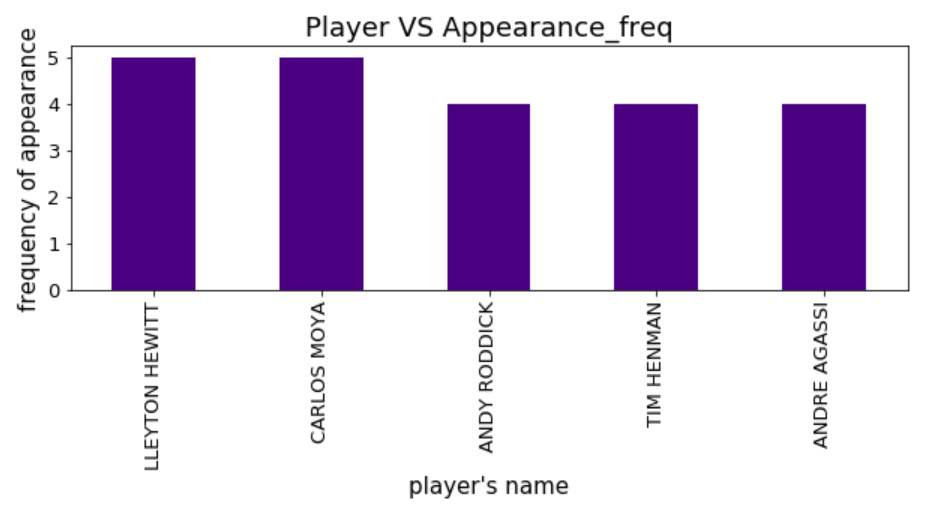 Player VS Appearance_freq
frequency of appearance
5
4
3
2
1
0
LLEYTON HEWITT
CARLOS MOYA
ANDY RODDICK
TIM HENMAN
ANDRE AGASSI
player's name